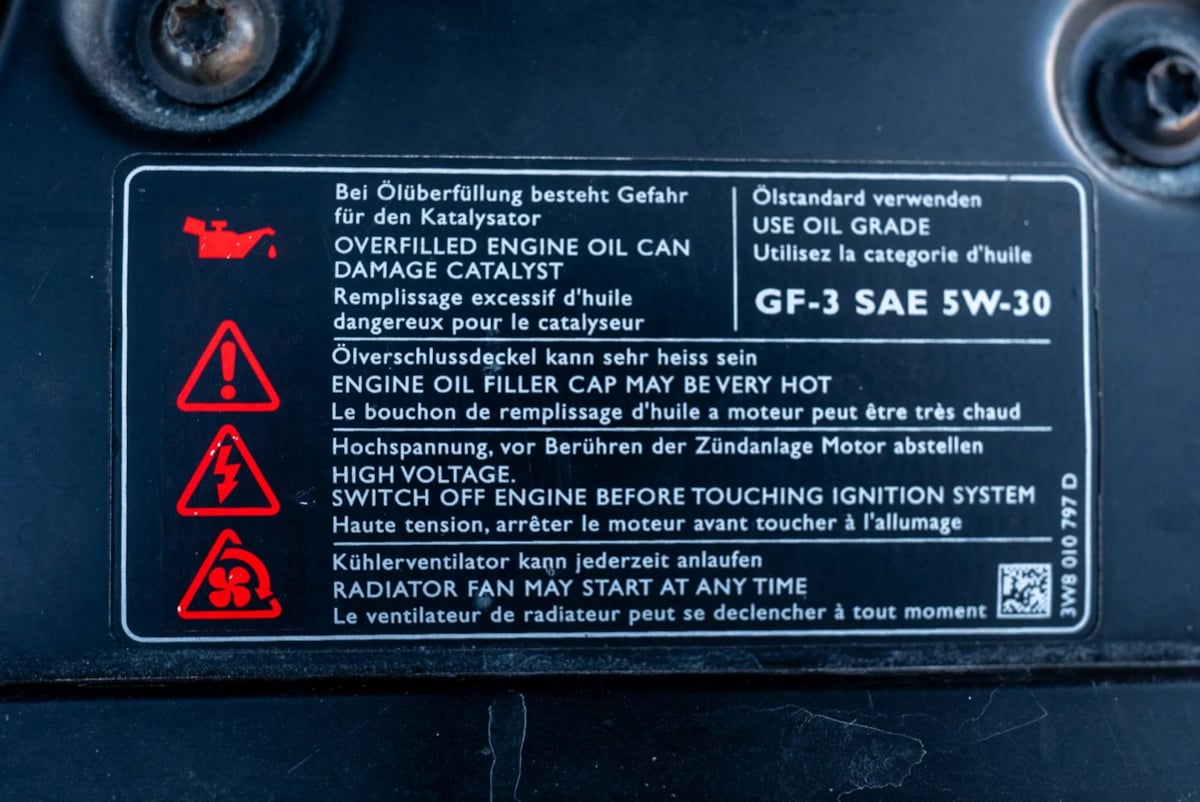 Bei Ölüberfüllung besteht Gefahr
für den Katalysator
OVERFILLED ENGINE OIL CAN
DAMAGE CATALYST
Remplissage excessif d'huile
dangereux pour le catalyseur
Ölstandard verwenden
USE OIL GRADE
Utilisez la categorie d'huile
GF-3 SAE 5W-30
Ölverschlussdeckel kann sehr heiss sein
ENGINE OIL FILLER CAP MAY BE VERY HOT
Le bouchon de remplissage d'huile a moteur peut être très chaud
Hochspannung, vor Berühren der Zündanlage Motor abstellen
HIGH VOLTAGE.
SWITCH OFF ENGINE BEFORE TOUCHING IGNITION SYSTEM
Haute tension, arrêter le moteur avant toucher à l'allumage
Kühlerventilator kann jederzeit anlaufen
RADIATOR FAN MAY START AT ANY TIME
Le ventilateur de radiateur peut se declencher à tout moment
3W8 010 797 D